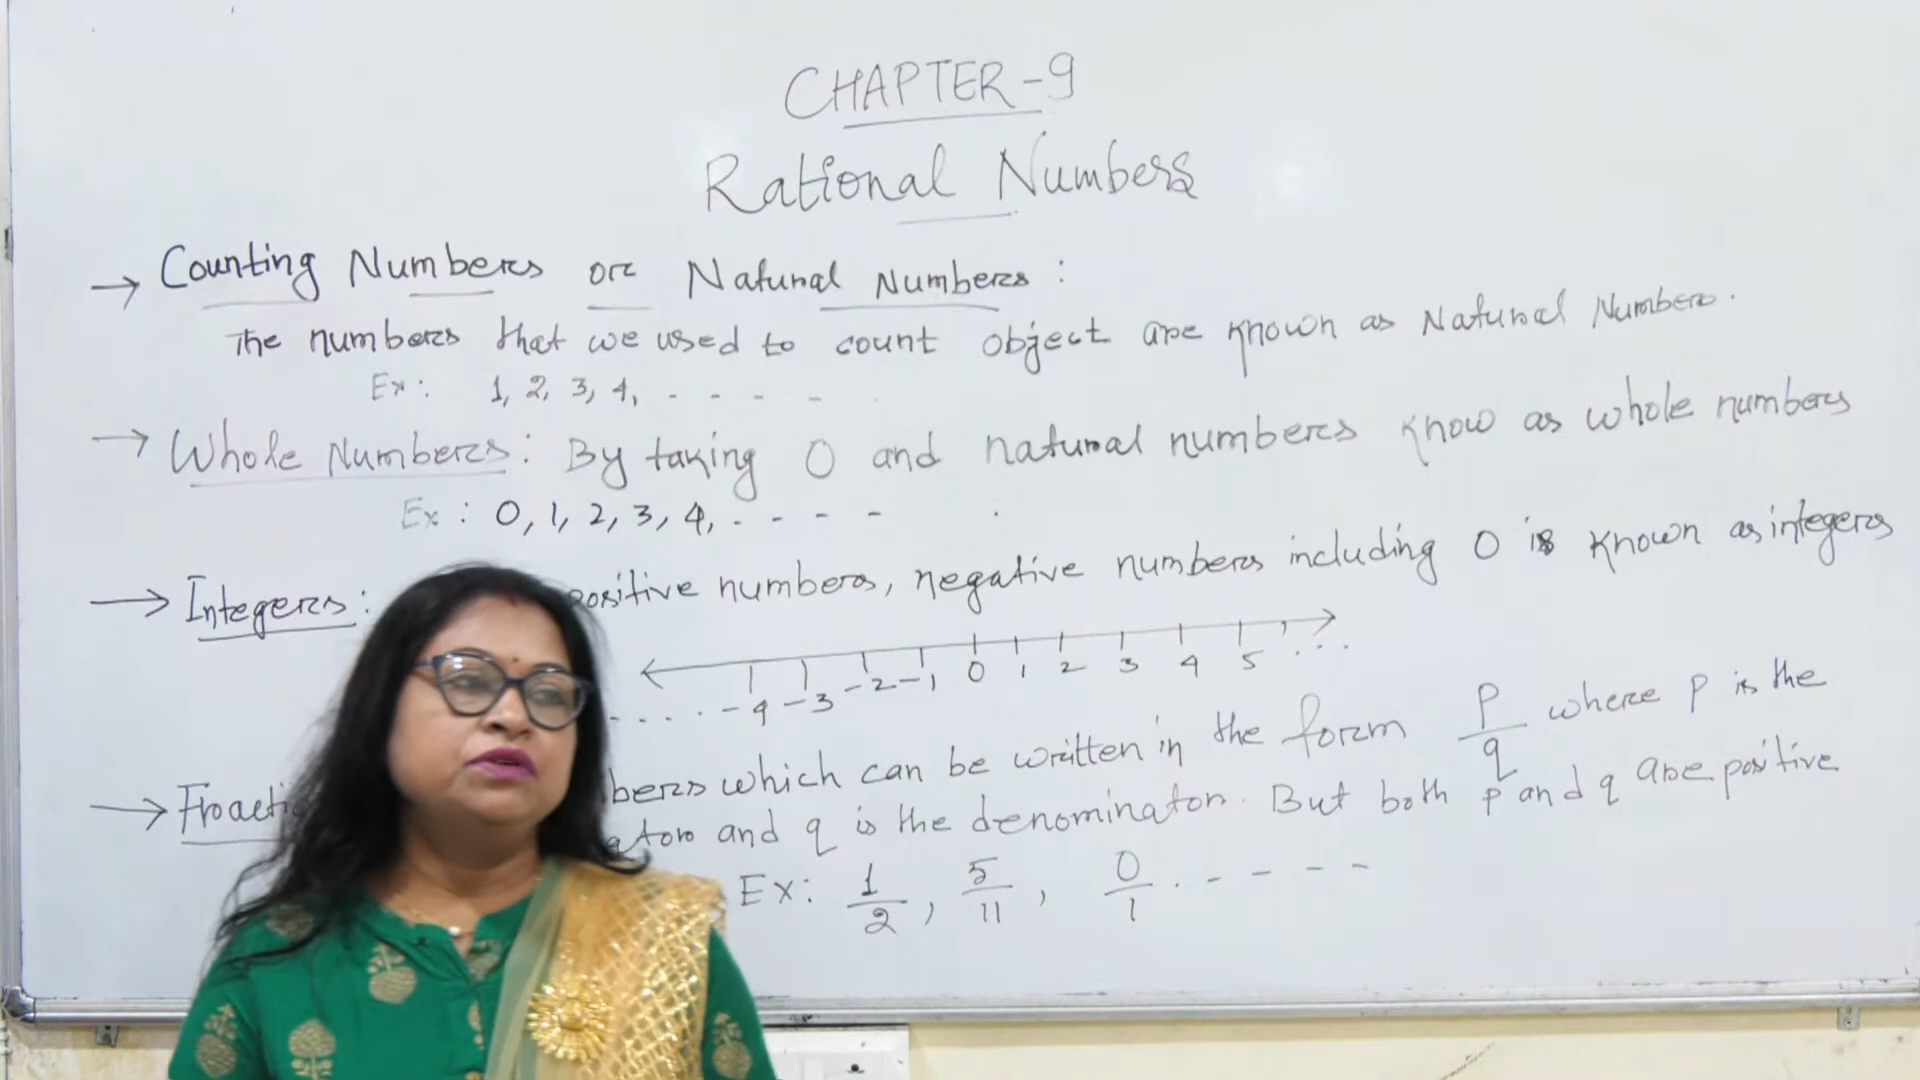 CHAPTER-9
Rational Numbers
→ Counting Numbers or Natural Numbers :
The numbers that we used to count object are known as Natural Numbers.
Ex : 1, 2, 3, 4, - - - -
→ Whole Numbers : By taking 0 and natural numbers know as whole numbers
Ex : 0, 1, 2, 3, 4, - - - -
→ Integers : positive numbers, negative numbers including 0 is known as integers
. . . . . -4 -3 -2 -1 0 1 2 3 4 5 . . .
→ which can be written in the form p/q where p is the
and q is the denominator. But both p and q are positive
Ex : 1/2 , 5/11 , 0/1 . - - - -